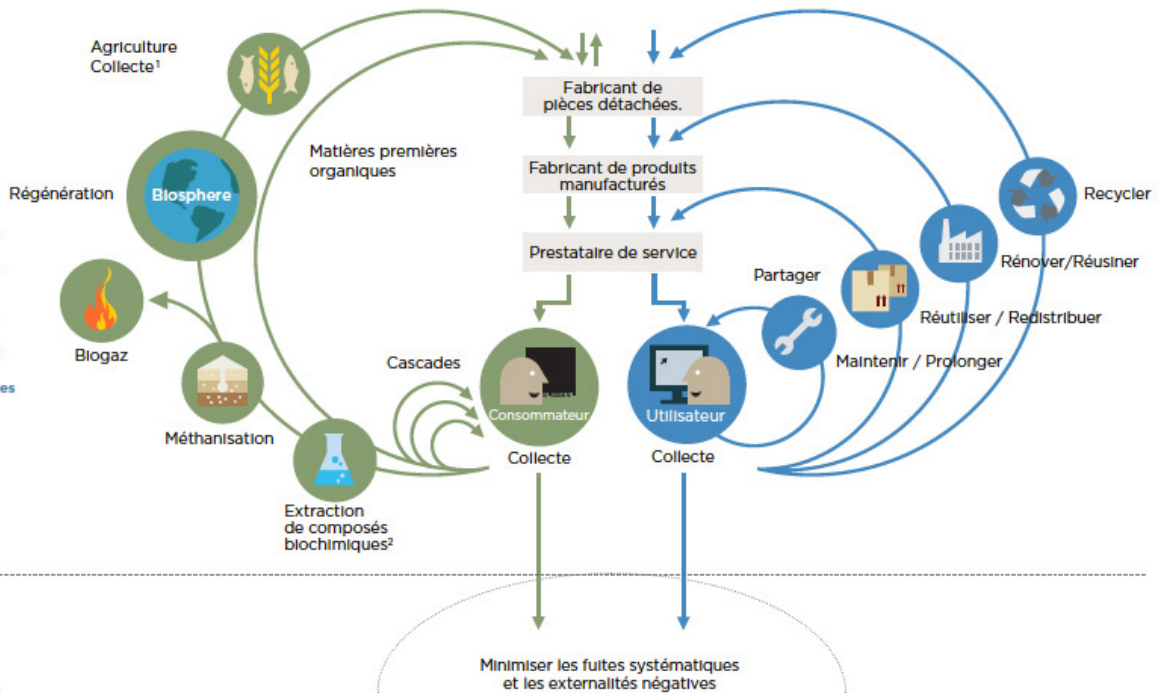 Agriculture
Collecte¹
Fabricant de
pièces détachées.
Matières premières
organiques
Fabricant de produits
manufacturés
Régénération
Biosphere
Recycler
Prestataire de service
Partager
Rénover/Réusiner
Biogaz
Réutiliser / Redistribuer
Cascades
Maintenir / Prolonger
es
Consommateur
Utilisateur
Méthanisation
Collecte
Collecte
Extraction
de composés
biochimiques²
Minimiser les fuites systématiques
et les externalités négatives